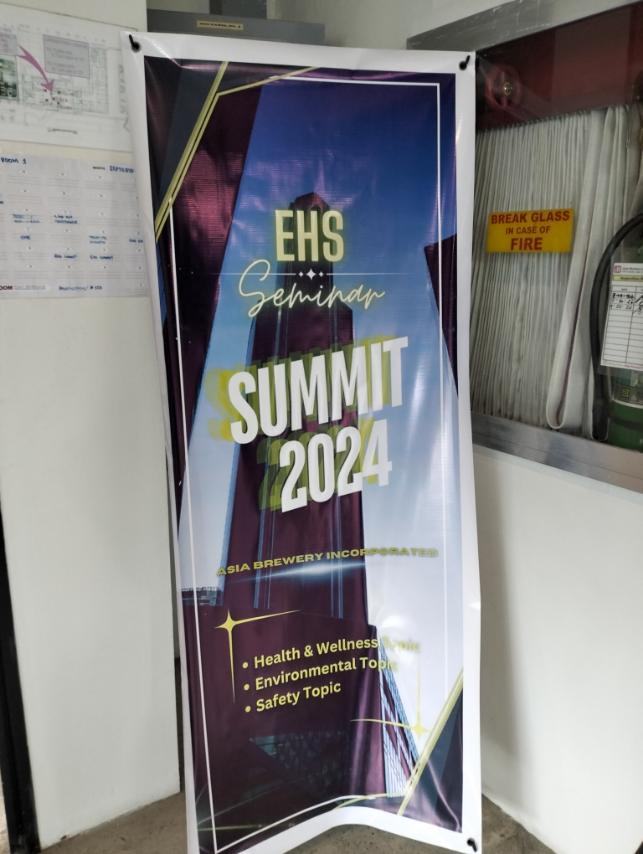 EHS
Seminar
SUMMIT
2024
ASIA BREWERY INCORPORATED
• Health & Wellness Topic
• Environmental Topic
• Safety Topic
BREAK GLASS
IN CASE OF
FIRE